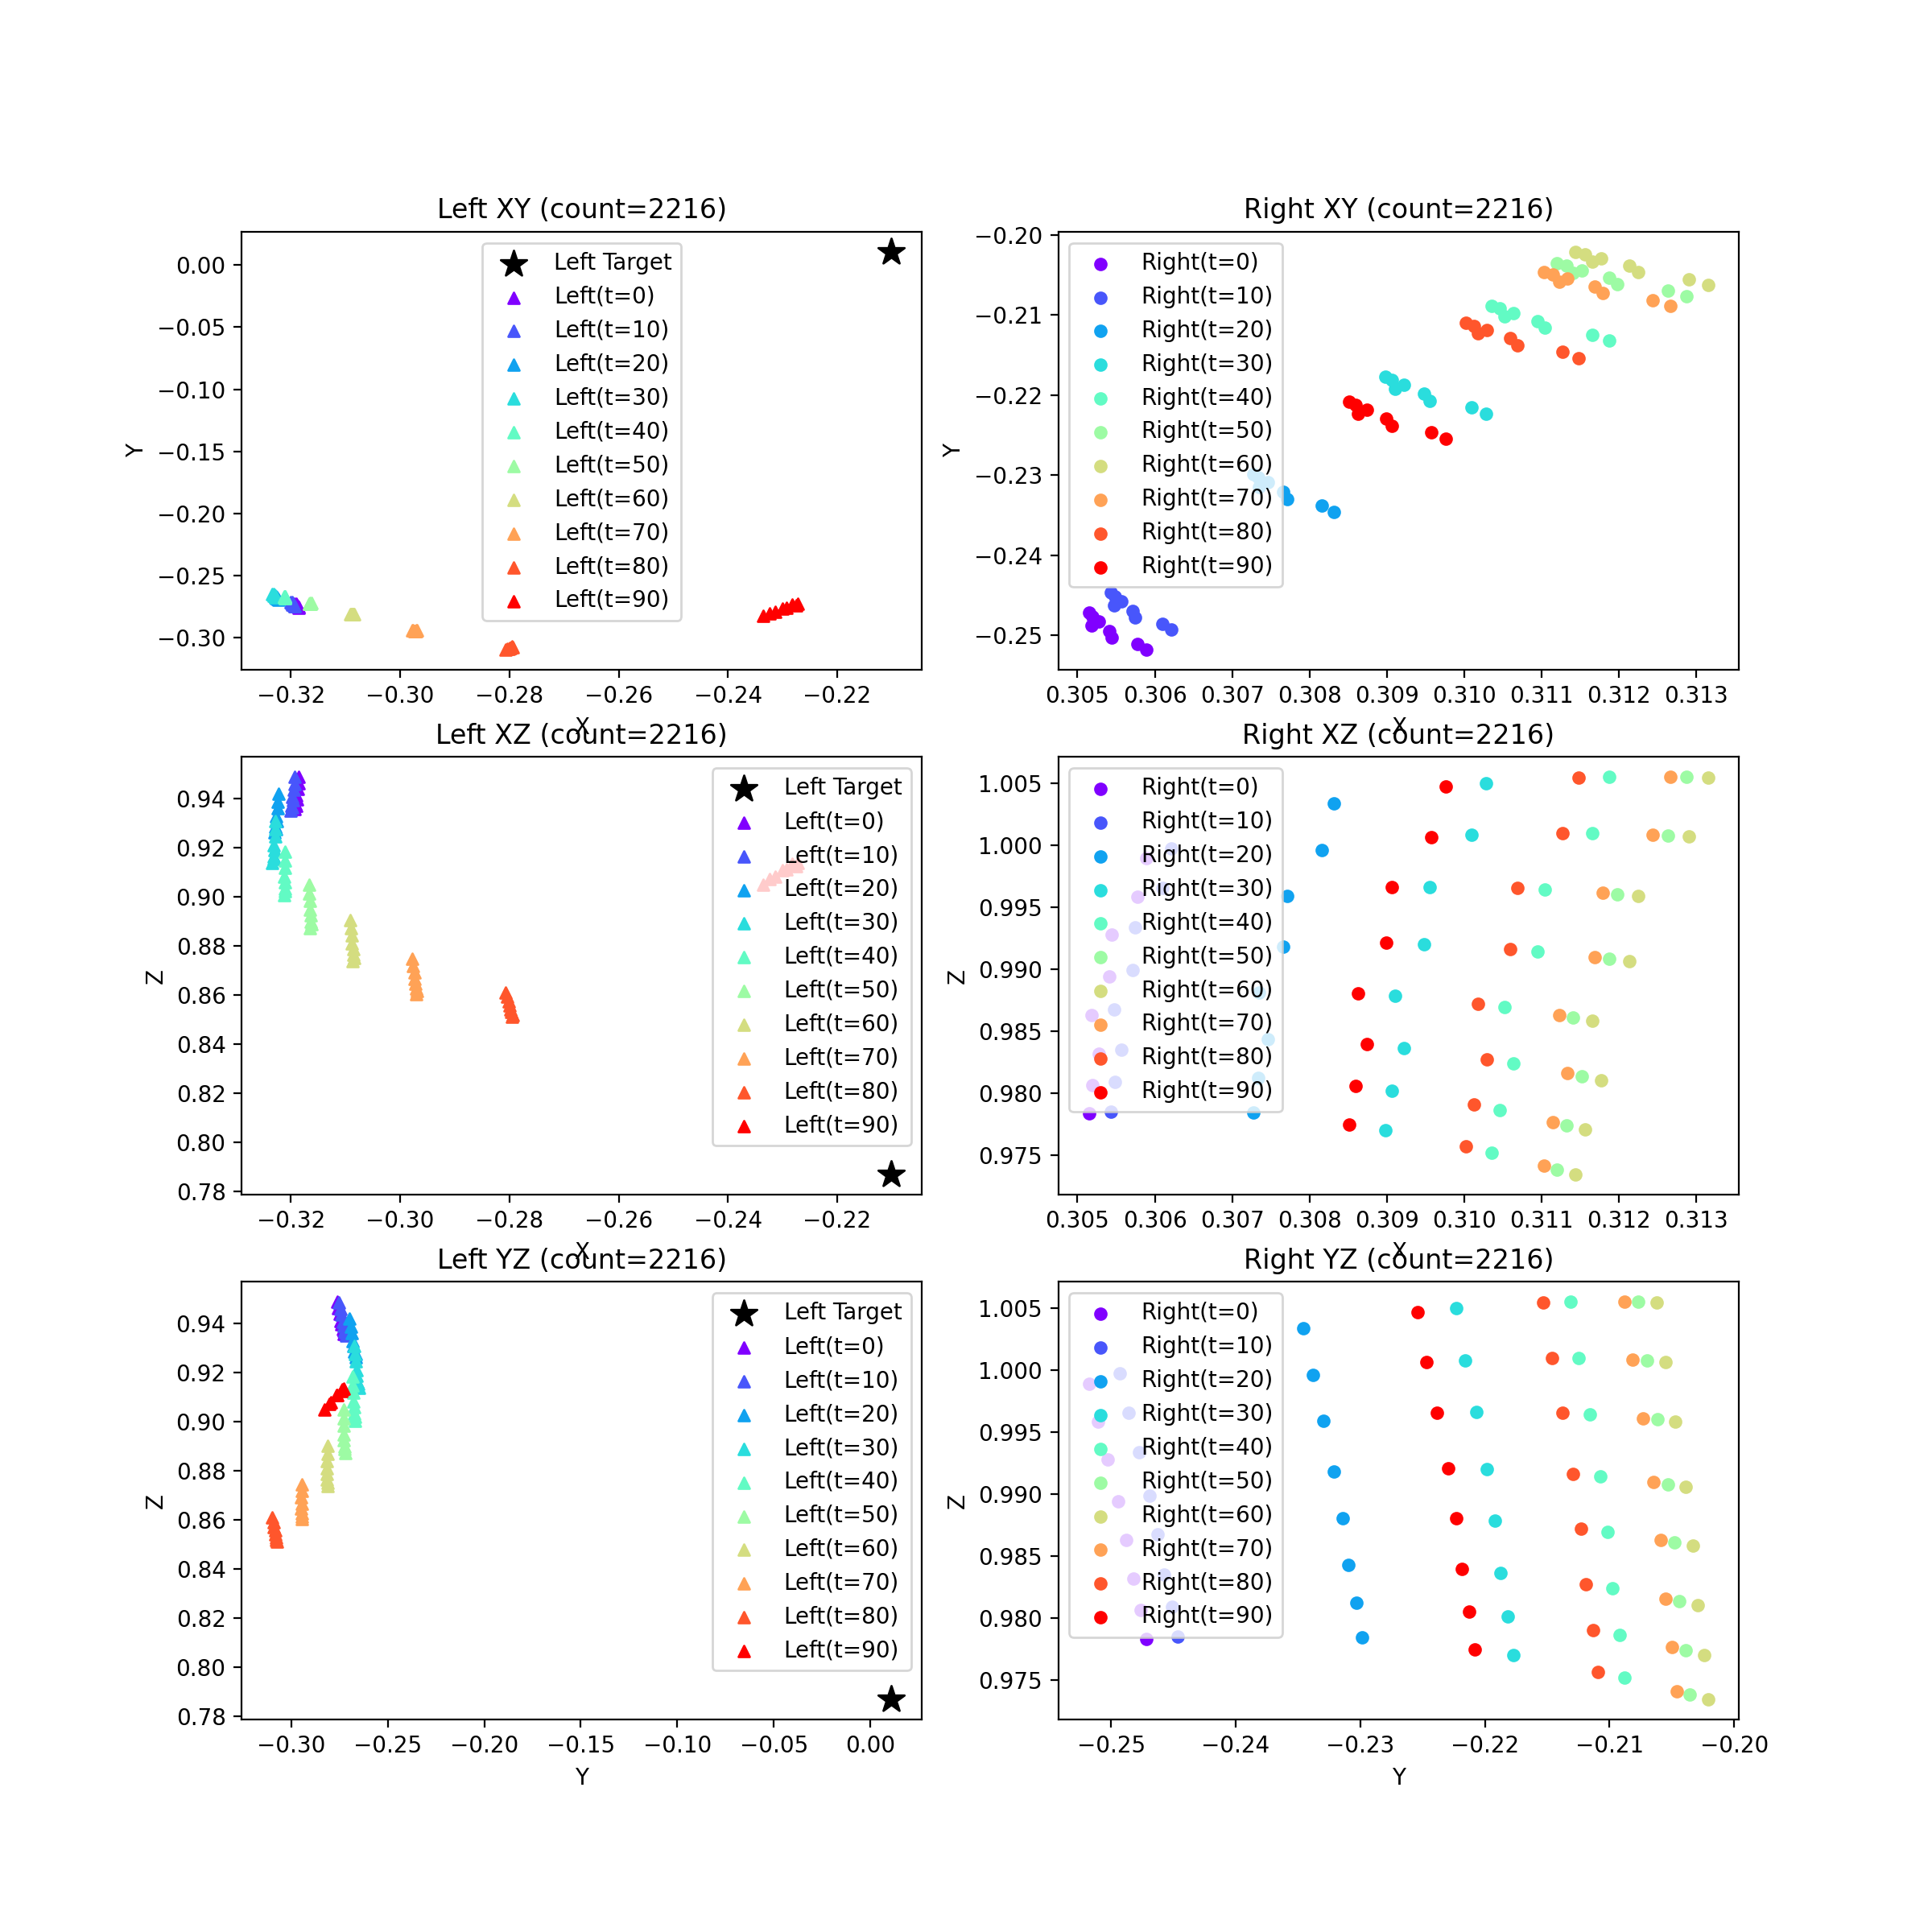 Left XY (count=2216)
Y
0.00
−0.05
−0.10
−0.15
−0.20
−0.25
−0.30
Left Target
Left(t=0)
Left(t=10)
Left(t=20)
Left(t=30)
Left(t=40)
Left(t=50)
Left(t=60)
Left(t=70)
Left(t=80)
Left(t=90)
−0.32 −0.30 −0.28 −0.26 −0.24 −0.22
X
Right XY (count=2216)
Y
−0.20
−0.21
−0.22
−0.23
−0.24
−0.25
Right(t=0)
Right(t=10)
Right(t=20)
Right(t=30)
Right(t=40)
Right(t=50)
Right(t=60)
Right(t=70)
Right(t=80)
Right(t=90)
0.305 0.306 0.307 0.308 0.309 0.310 0.311 0.312 0.313
X
Left XZ (count=2216)
Z
0.94
0.92
0.90
0.88
0.86
0.84
0.82
0.80
0.78
Left Target
Left(t=0)
Left(t=10)
Left(t=20)
Left(t=30)
Left(t=40)
Left(t=50)
Left(t=60)
Left(t=70)
Left(t=80)
Left(t=90)
−0.32 −0.30 −0.28 −0.26 −0.24 −0.22
X
Right XZ (count=2216)
Z
1.005
1.000
0.995
0.990
0.985
0.980
0.975
Right(t=0)
Right(t=10)
Right(t=20)
Right(t=30)
Right(t=40)
Right(t=50)
Right(t=60)
Right(t=70)
Right(t=80)
Right(t=90)
0.305 0.306 0.307 0.308 0.309 0.310 0.311 0.312 0.313
X
Left YZ (count=2216)
Z
0.94
0.92
0.90
0.88
0.86
0.84
0.82
0.80
0.78
Left Target
Left(t=0)
Left(t=10)
Left(t=20)
Left(t=30)
Left(t=40)
Left(t=50)
Left(t=60)
Left(t=70)
Left(t=80)
Left(t=90)
−0.30 −0.25 −0.20 −0.15 −0.10 −0.05 0.00
Y
Right YZ (count=2216)
Z
1.005
1.000
0.995
0.990
0.985
0.980
0.975
Right(t=0)
Right(t=10)
Right(t=20)
Right(t=30)
Right(t=40)
Right(t=50)
Right(t=60)
Right(t=70)
Right(t=80)
Right(t=90)
−0.25 −0.24 −0.23 −0.22 −0.21 −0.20
Y